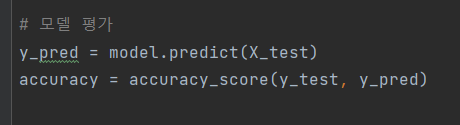 # 모델 평가
y_pred = model.predict(X_test)
accuracy = accuracy_score(y_test, y_pred)